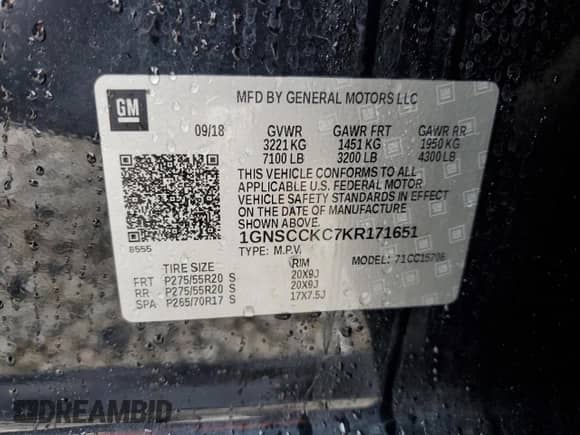 GM
MFD BY GENERAL MOTORS LLC
09/18 GVWR GAWR FRT GAWR RR
3221 KG 1451 KG 1950 KG
7100 LB 3200 LB 4300 LB
THIS VEHICLE CONFORMS TO ALL
APPLICABLE U.S. FEDERAL MOTOR
VEHICLE SAFETY STANDARDS IN EFFECT
ON THE DATE OF MANUFACTURE
SHOWN ABOVE.
8555 1GNSCCKC7KR171651
TYPE: M.P.V. MODEL: 71CC15706
TIRE SIZE RIM
FRT P275/55R20 S 20X9J
RR P275/55R20 S 20X9J
SPA P265/70R17 S 17X7.5J
DREAMBID